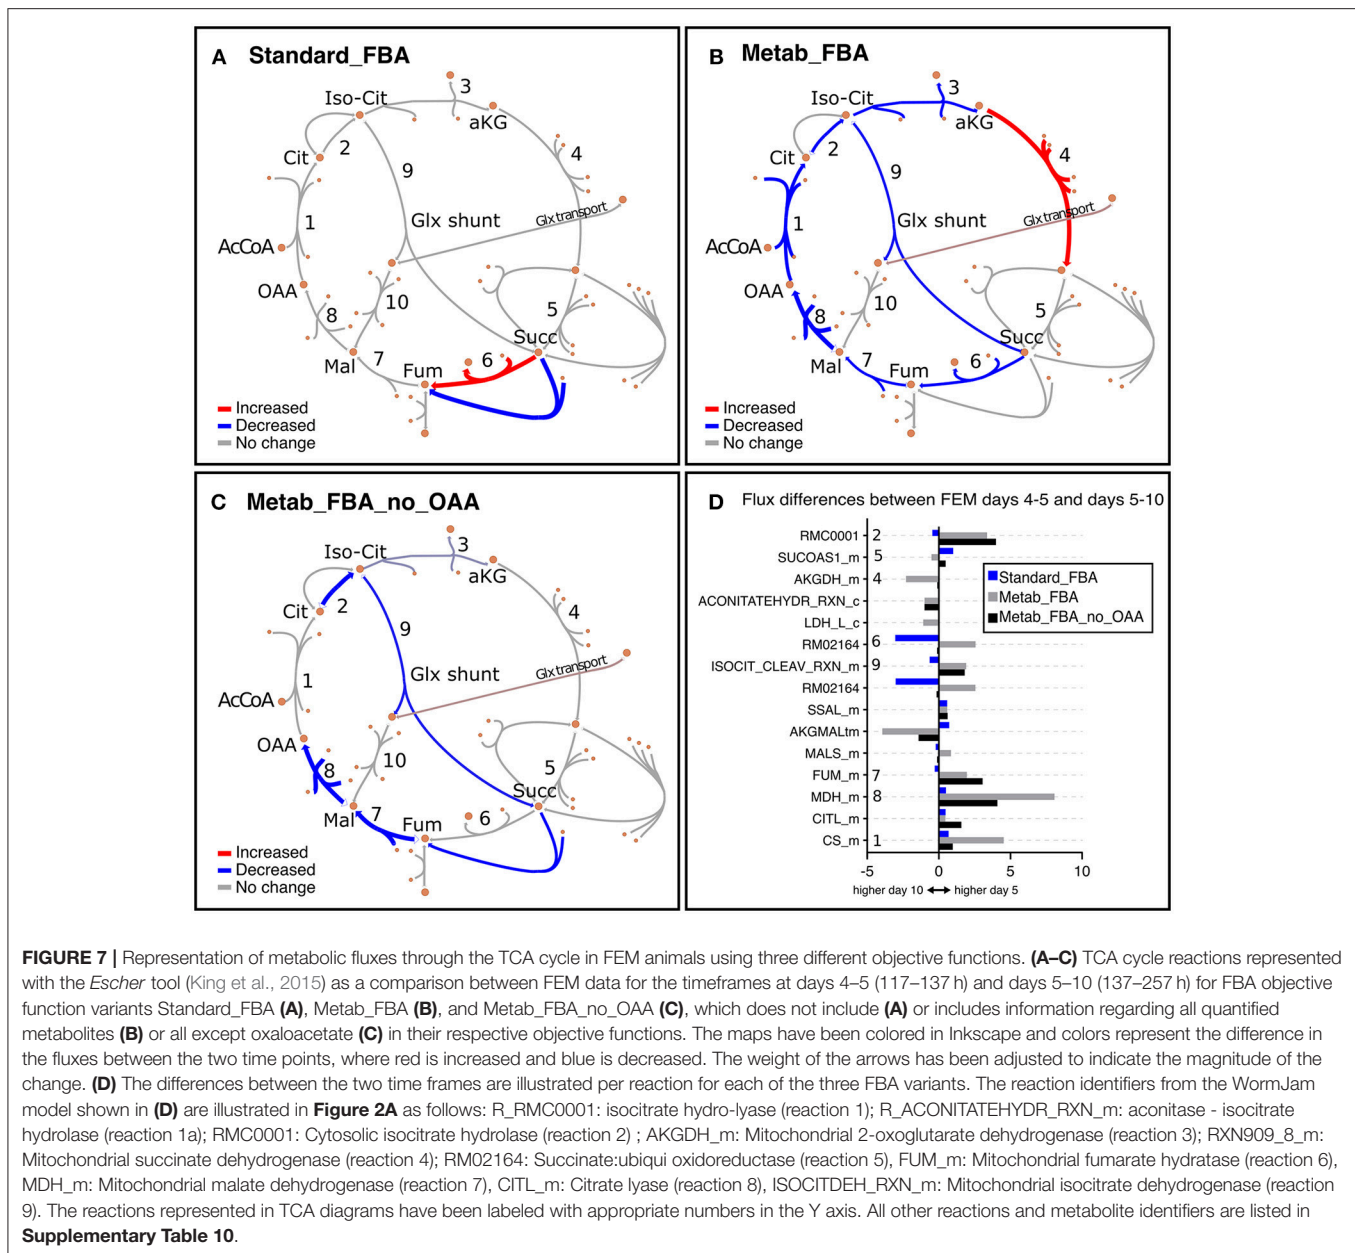 A Standard_FBA
Iso-Cit
3
aKG
Cit
2
4
9
1
Glx shunt
Glx transport
AcCoA
OAA
10
8
5
Succ
Mal
7
Fum
6
Increased
Decreased
No change
B Metab_FBA
Iso-Cit
3
aKG
Cit
2
4
9
1
Glx shunt
Glx transport
AcCoA
OAA
10
8
5
Succ
Mal
7
Fum
6
Increased
Decreased
No change
C Metab_FBA_no_OAA
Iso-Cit
3
aKG
Cit
2
4
9
1
Glx shunt
Glx transport
AcCoA
OAA
10
8
5
Succ
Mal
7
Fum
6
Increased
Decreased
No change
D Flux differences between FEM days 4-5 and days 5-10
RMC0001 2
SUCOAS1_m 5
AKGDH_m 4
ACONITATEHYDR_RXN_c
LDH_L_c
RM02164 6
ISOCIT_CLEAV_RXN_m 9
RM02164
SSAL_m
AKGMALtm
MALS_m
FUM_m 7
MDH_m 8
CITL_m
CS_m 1
Standard_FBA
Metab_FBA
Metab_FBA_no_OAA
-5 0 5 10
higher day 10 higher day 5
FIGURE 7 | Representation of metabolic fluxes through the TCA cycle in FEM animals using three different objective functions. (A–C) TCA cycle reactions represented
with the Escher tool (King et al., 2015) as a comparison between FEM data for the timeframes at days 4–5 (117–137 h) and days 5–10 (137–257 h) for FBA objective
function variants Standard_FBA (A), Metab_FBA (B), and Metab_FBA_no_OAA (C), which does not include (A) or includes information regarding all quantified
metabolites (B) or all except oxaloacetate (C) in their respective objective functions. The maps have been colored in Inkscape and colors represent the difference in
the fluxes between the two time points, where red is increased and blue is decreased. The weight of the arrows has been adjusted to indicate the magnitude of the
change. (D) The differences between the two time frames are illustrated per reaction for each of the three FBA variants. The reaction identifiers from the WormJam
model shown in (D) are illustrated in Figure 2A as follows: R_RMC0001: isocitrate hydro-lyase (reaction 1); R_ACONITATEHYDR_RXN_m: aconitase - isocitrate
hydrolase (reaction 1a); RMC0001: Cytosolic isocitrate hydrolase (reaction 2) ; AKGDH_m: Mitochondrial 2-oxoglutarate dehydrogenase (reaction 3); RXN909_8_m:
Mitochondrial succinate dehydrogenase (reaction 4); RM02164: Succinate:ubiqui oxidoreductase (reaction 5), FUM_m: Mitochondrial fumarate hydratase (reaction 6),
MDH_m: Mitochondrial malate dehydrogenase (reaction 7), CITL_m: Citrate lyase (reaction 8), ISOCITDEH_RXN_m: Mitochondrial isocitrate dehydrogenase (reaction
9). The reactions represented in TCA diagrams have been labeled with appropriate numbers in the Y axis. All other reactions and metabolite identifiers are listed in
Supplementary Table 10.